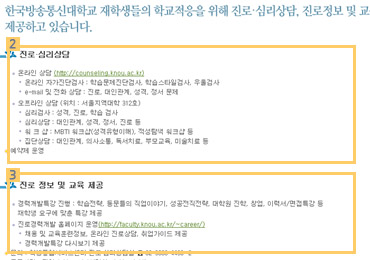 한국방송통신대학교 재학생들의 학교적응을 위해 진로·심리상담, 진로정보 및 교
제공하고 있습니다.
2
진로·심리상담
온라인 상담 (http://counseling.knou.ac.kr)
- 온라인 자가진단검사 : 학습문제진단검사, 학습스타일검사, 우울검사
- e-mail 및 전화 상담 : 진로, 대인관계, 성격, 정서 문제
오프라인 상담 (위치 : 서울지역대학 312호)
- 심리검사 : 성격, 진로, 학습 검사
- 심리상담 : 대인관계, 성격, 정서, 진로 등
- 워크 샵 : MBTI 워크샵(성격유형이해), 적성탐색 워크샵 등
- 집단상담 : 대인관계, 의사소통, 독서치료, 부모교육, 미술치료 등
예약제 운영
3
진로 정보 및 교육 제공
경력개발특강 진행 : 학습전략, 동문들의 직업이야기, 성공전직전략, 대학원 진학, 창업, 이력서/면접특강 등
재학생 요구에 맞춘 특강 제공
진로경력개발 홈페이지 운영(http://faculty.knou.ac.kr/~career/)
- 채용 및 교육훈련정보, 온라인 진로상담, 취업가이드 제공
- 경력개발특강 다시보기 제공